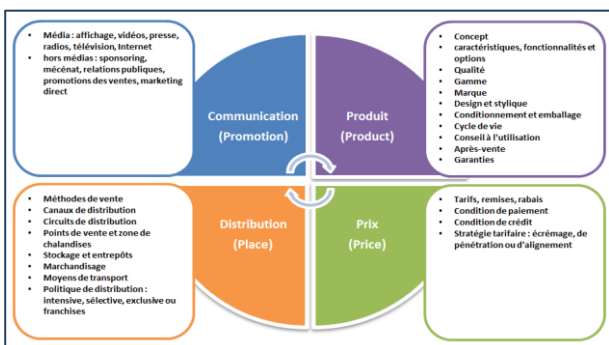 • Média : affichage, vidéos, presse,
radios, télévision, Internet
• hors médias : sponsoring,
mécénat, relations publiques,
promotions des ventes, marketing
direct
Communication
(Promotion)
Produit
(Product)
• Concept
• caractéristiques, fonctionnalités et
options
• Qualité
• Gamme
• Marque
• Design et stylique
• Conditionnement et emballage
• Cycle de vie
• Conseil à l'utilisation
• Après-vente
• Garanties
• Méthodes de vente
• Canaux de distribution
• Circuits de distribution
• Points de vente et zone de
chalandises
• Stockage et entrepôts
• Marchandisage
• Moyens de transport
• Politique de distribution :
intensive, sélective, exclusive ou
franchises
Distribution
(Place)
Prix
(Price)
• Tarifs, remises, rabais
• Condition de paiement
• Condition de crédit
• Stratégie tarifaire : écrémage, de
pénétration ou d'alignement